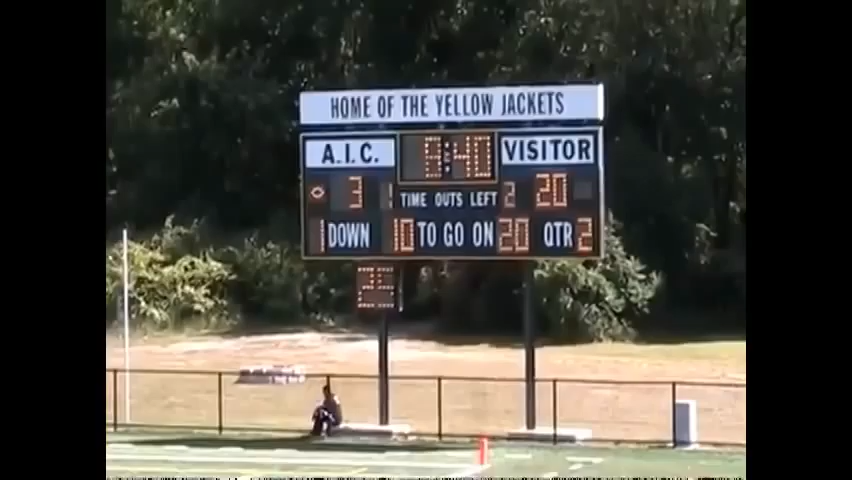 HOME OF THE YELLOW JACKETS
A.I.C. 8:40 VISITOR
3 1 TIME OUTS LEFT 2 20
1 DOWN 10 TO GO ON 20 QTR 2
25